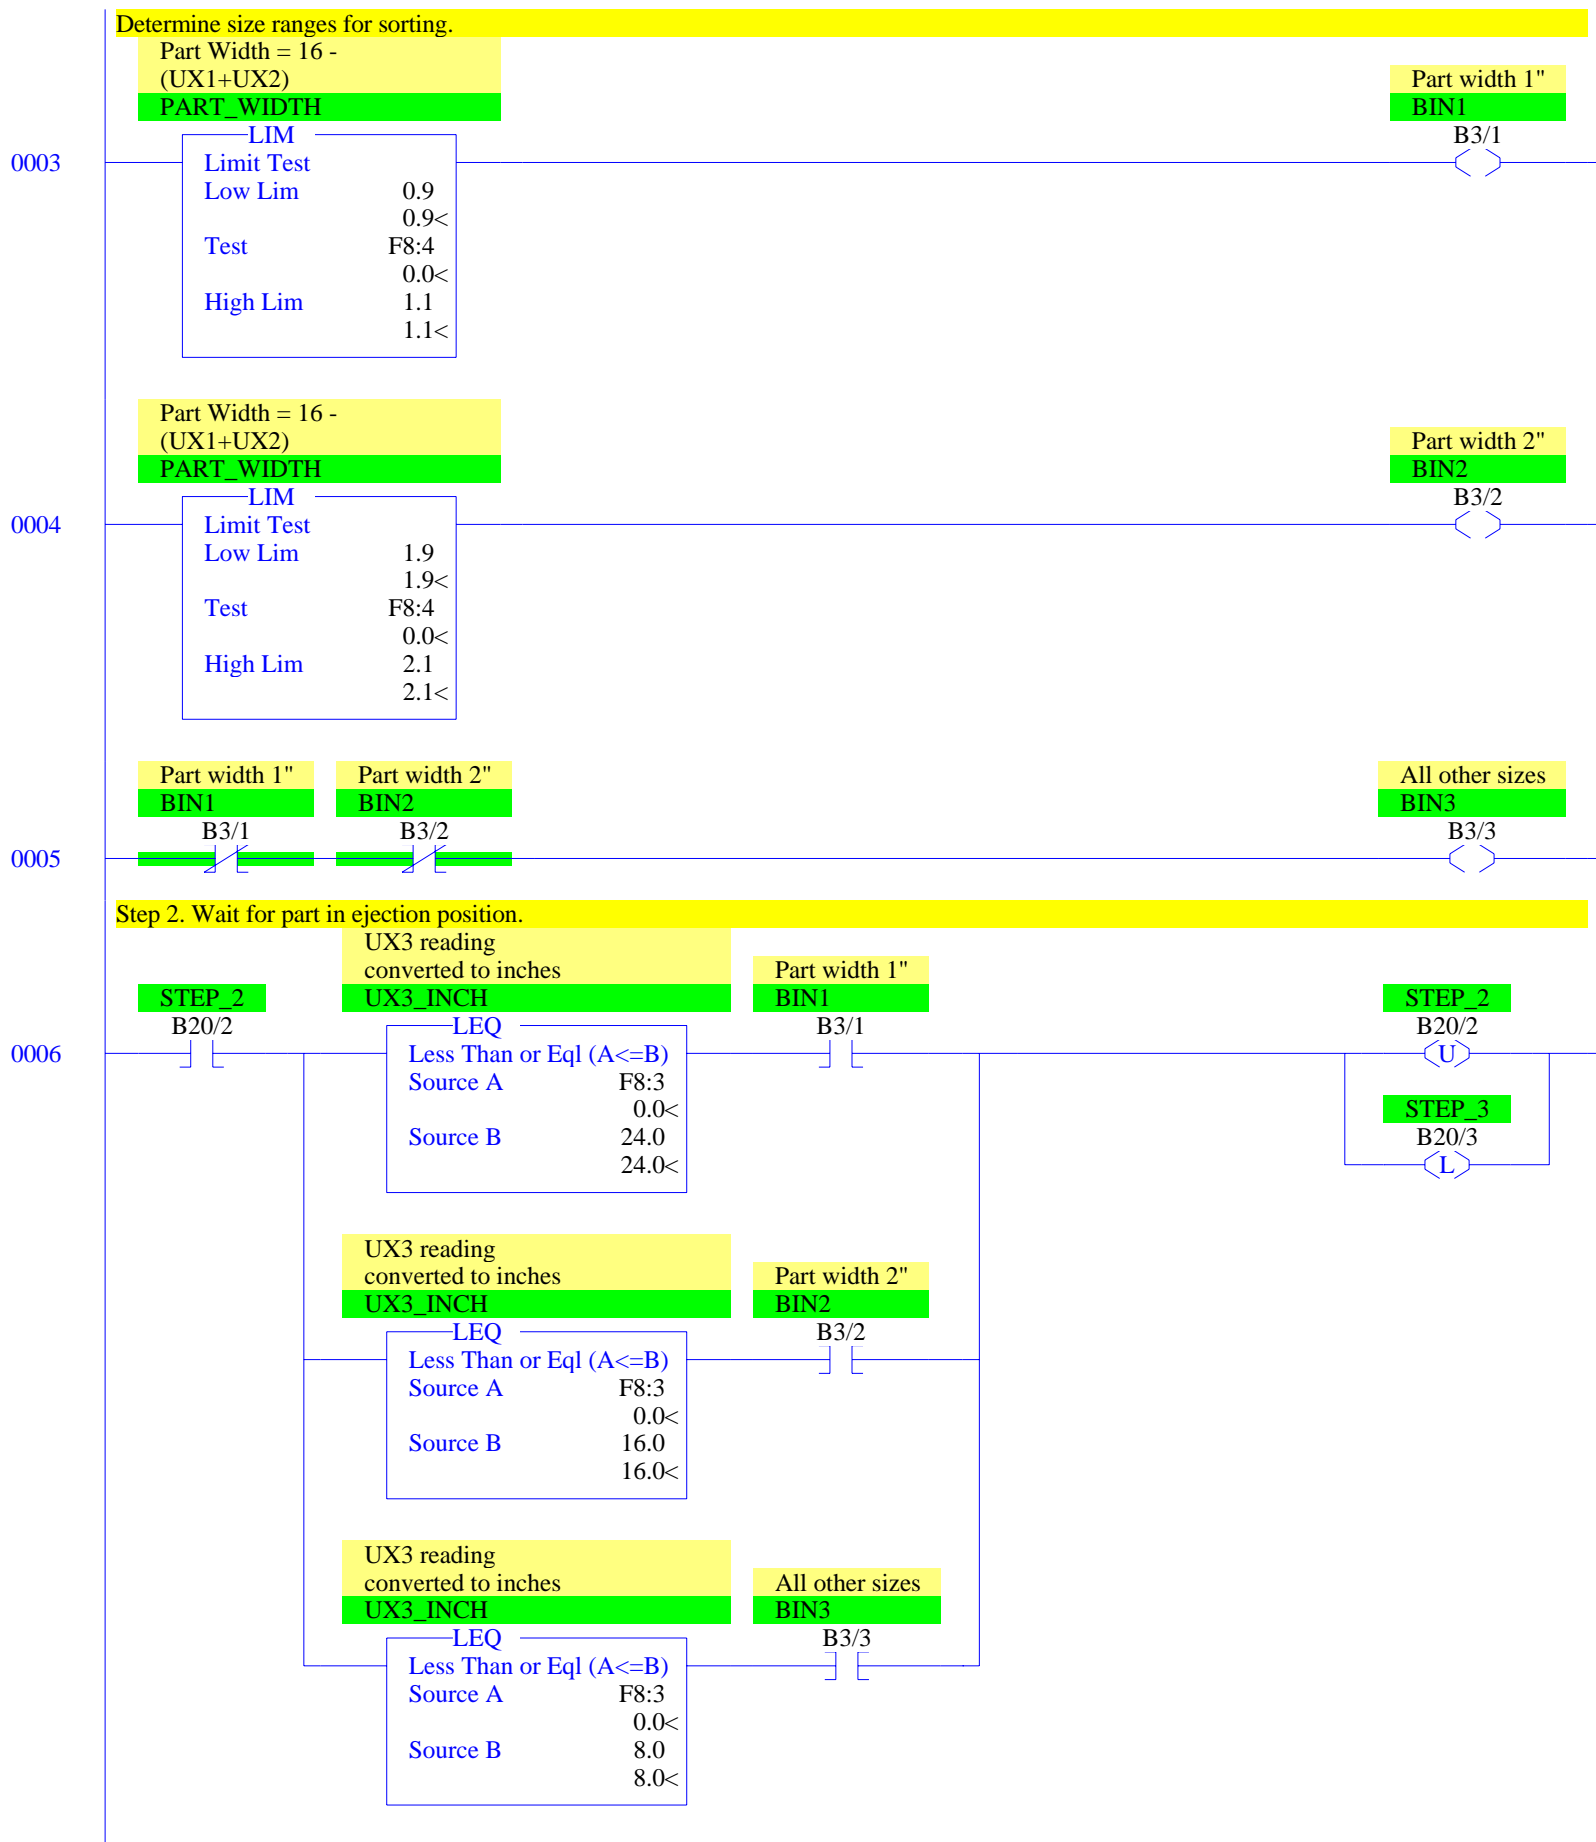 Determine size ranges for sorting.
Part Width = 16 -
(UX1+UX2)
PART_WIDTH
Part width 1"
BIN1
B3/1
0003
LIM
Limit Test
Low Lim 0.9
0.9<
Test F8:4
0.0<
High Lim 1.1
1.1<
Part Width = 16 -
(UX1+UX2)
PART_WIDTH
Part width 2"
BIN2
B3/2
0004
LIM
Limit Test
Low Lim 1.9
1.9<
Test F8:4
0.0<
High Lim 2.1
2.1<
Part width 1" Part width 2" All other sizes
BIN1 BIN2 BIN3
B3/1 B3/2 B3/3
0005
Step 2. Wait for part in ejection position.
0006
STEP_2
B20/2
UX3 reading
converted to inches
UX3_INCH
LEQ
Less Than or Eql (A<=B)
Source A F8:3
0.0<
Source B 24.0
24.0<
Part width 1"
BIN1
B3/1
STEP_2
B20/2
U
STEP_3
B20/3
L
UX3 reading
converted to inches
UX3_INCH
LEQ
Less Than or Eql (A<=B)
Source A F8:3
0.0<
Source B 16.0
16.0<
Part width 2"
BIN2
B3/2
UX3 reading
converted to inches
UX3_INCH
LEQ
Less Than or Eql (A<=B)
Source A F8:3
0.0<
Source B 8.0
8.0<
All other sizes
BIN3
B3/3